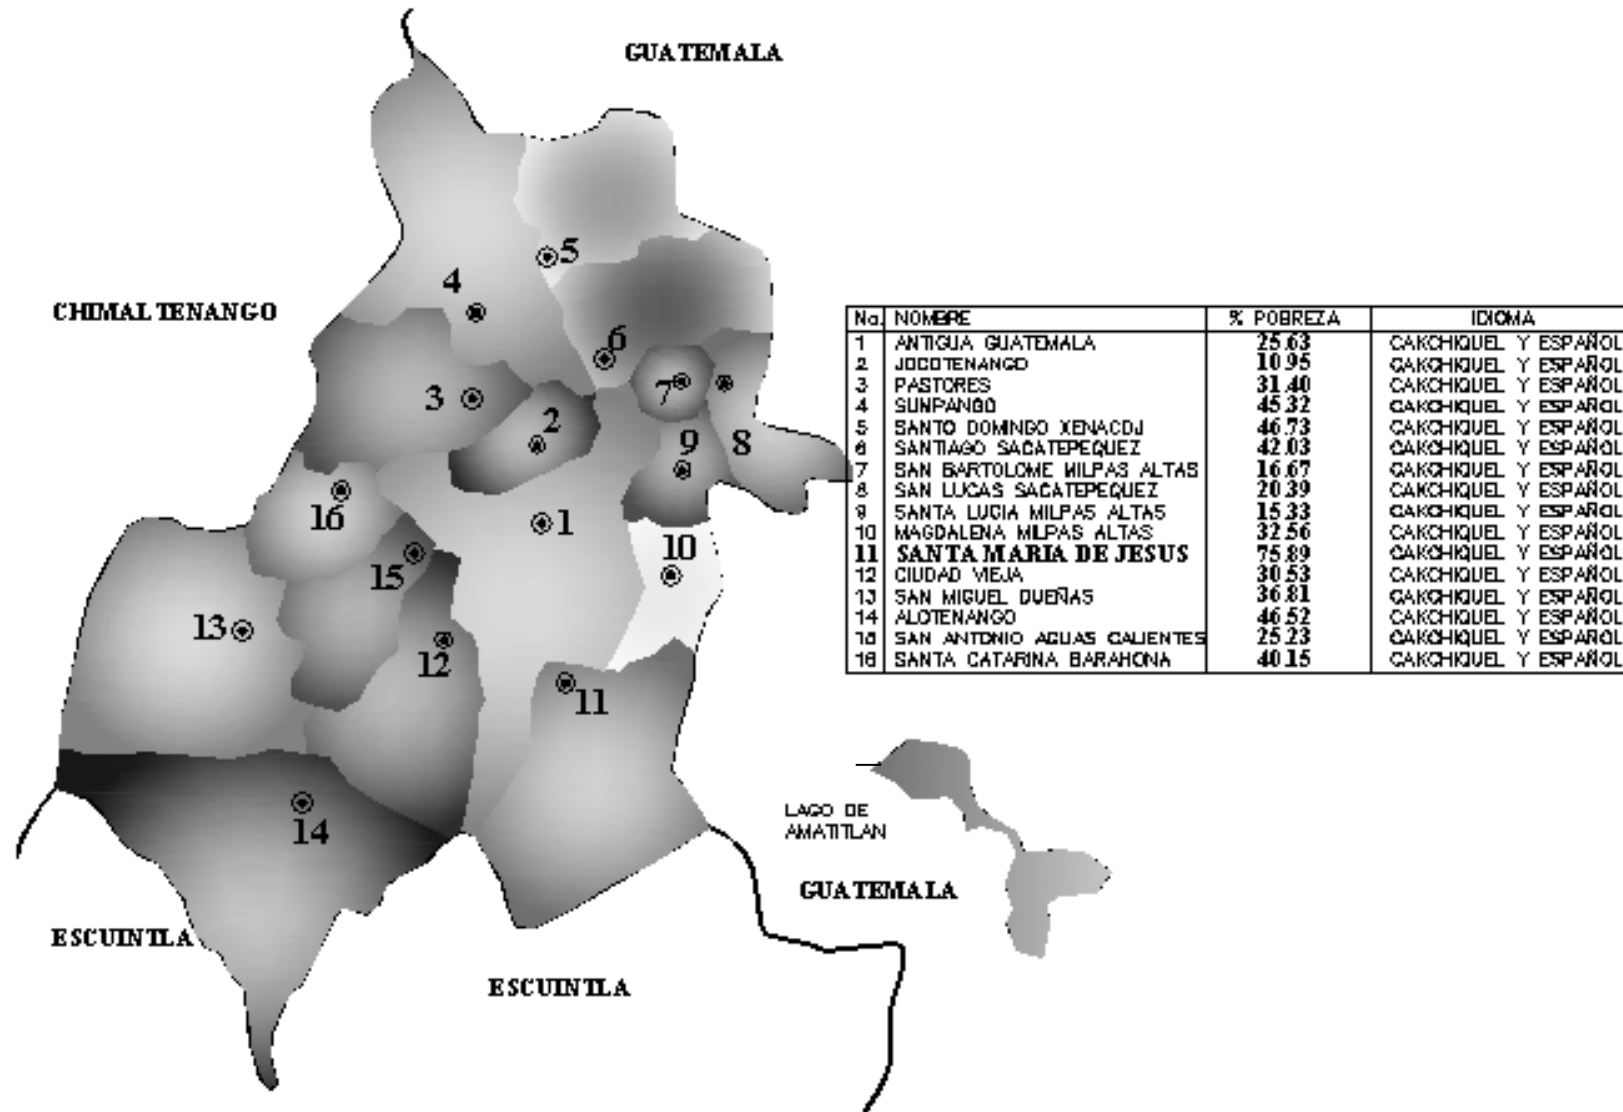 GUATEMALA
CHIMALTENANGO
5
4
6
3
7
2
9
8
16
1
10
15
13
12
11
14
No. NOMBRE % POBREZA IDIOMA
1 ANTIGUA GUATEMALA 25.63 CAKCHIQUEL Y ESPAÑOL
2 JOCOTENANGO 10.95 CAKCHIQUEL Y ESPAÑOL
3 PASTORES 31.40 CAKCHIQUEL Y ESPAÑOL
4 SUMPANGO 45.32 CAKCHIQUEL Y ESPAÑOL
5 SANTO DOMINGO XENACOJ 46.73 CAKCHIQUEL Y ESPAÑOL
6 SANTIAGO SACATEPEQUEZ 42.03 CAKCHIQUEL Y ESPAÑOL
7 SAN BARTOLOME MILPAS ALTAS 16.67 CAKCHIQUEL Y ESPAÑOL
8 SAN LUCAS SACATEPEQUEZ 20.39 CAKCHIQUEL Y ESPAÑOL
9 SANTA LUCIA MILPAS ALTAS 15.33 CAKCHIQUEL Y ESPAÑOL
10 MAGDALENA MILPAS ALTAS 32.56 CAKCHIQUEL Y ESPAÑOL
11 SANTA MARIA DE JESUS 75.89 CAKCHIQUEL Y ESPAÑOL
12 CIUDAD VIEJA 30.53 CAKCHIQUEL Y ESPAÑOL
13 SAN MIGUEL DUEÑAS 36.81 CAKCHIQUEL Y ESPAÑOL
14 ALOTENANGO 46.52 CAKCHIQUEL Y ESPAÑOL
15 SAN ANTONIO AGUAS CALIENTES 25.23 CAKCHIQUEL Y ESPAÑOL
16 SANTA CATARINA BARAHONA 40.15 CAKCHIQUEL Y ESPAÑOL
LAGO DE
AMATITLAN
GUATEMALA
ESCUINTLA
ESCUINTLA